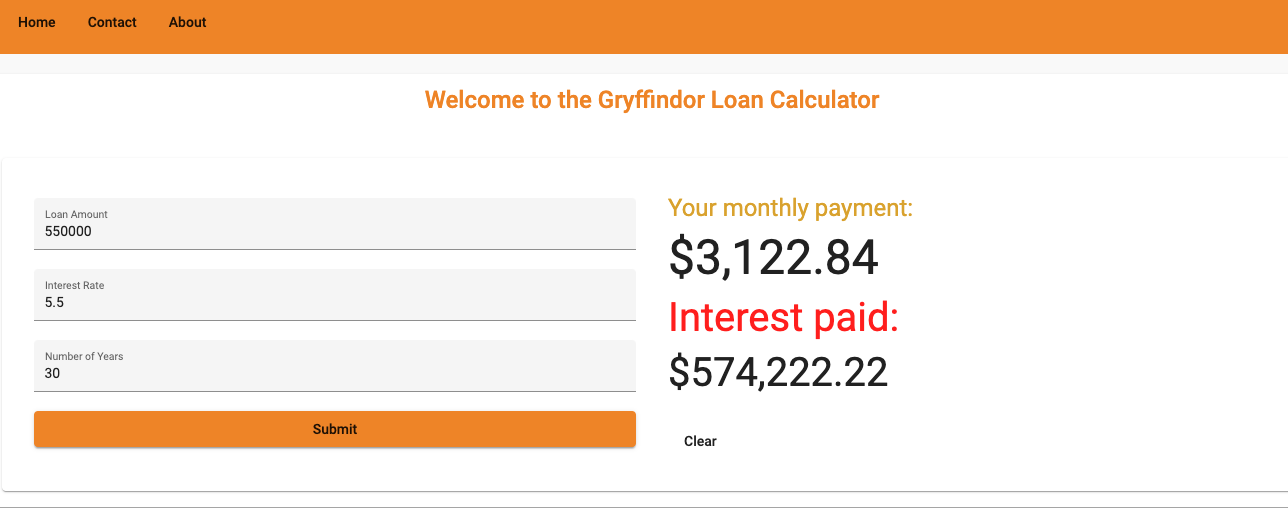 Home Contact About
Welcome to the Gryffindor Loan Calculator
Loan Amount
550000
Interest Rate
5.5
Number of Years
30
Submit
Your monthly payment:
$3,122.84
Interest paid:
$574,222.22
Clear